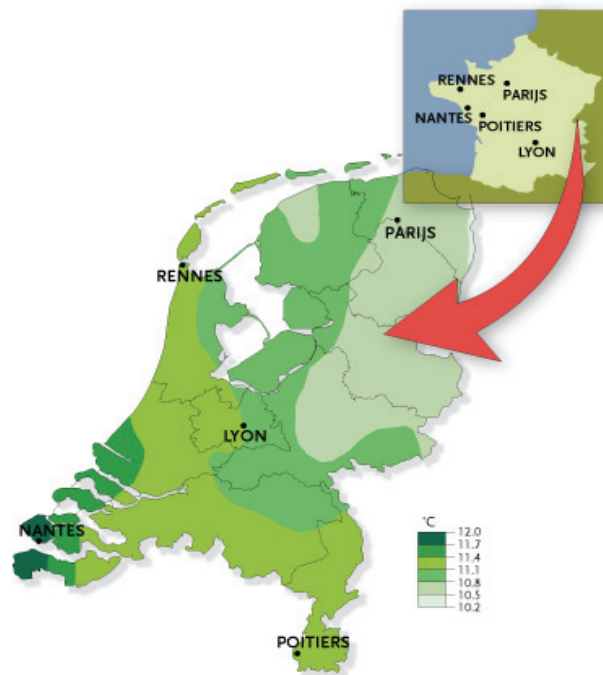 RENNES
PARIJS
NANTES
POITIERS
LYON
PARIJS
RENNES
LYON
NANTES
POITIERS
°C
12.0
11.7
11.4
11.1
10.8
10.5
10.2